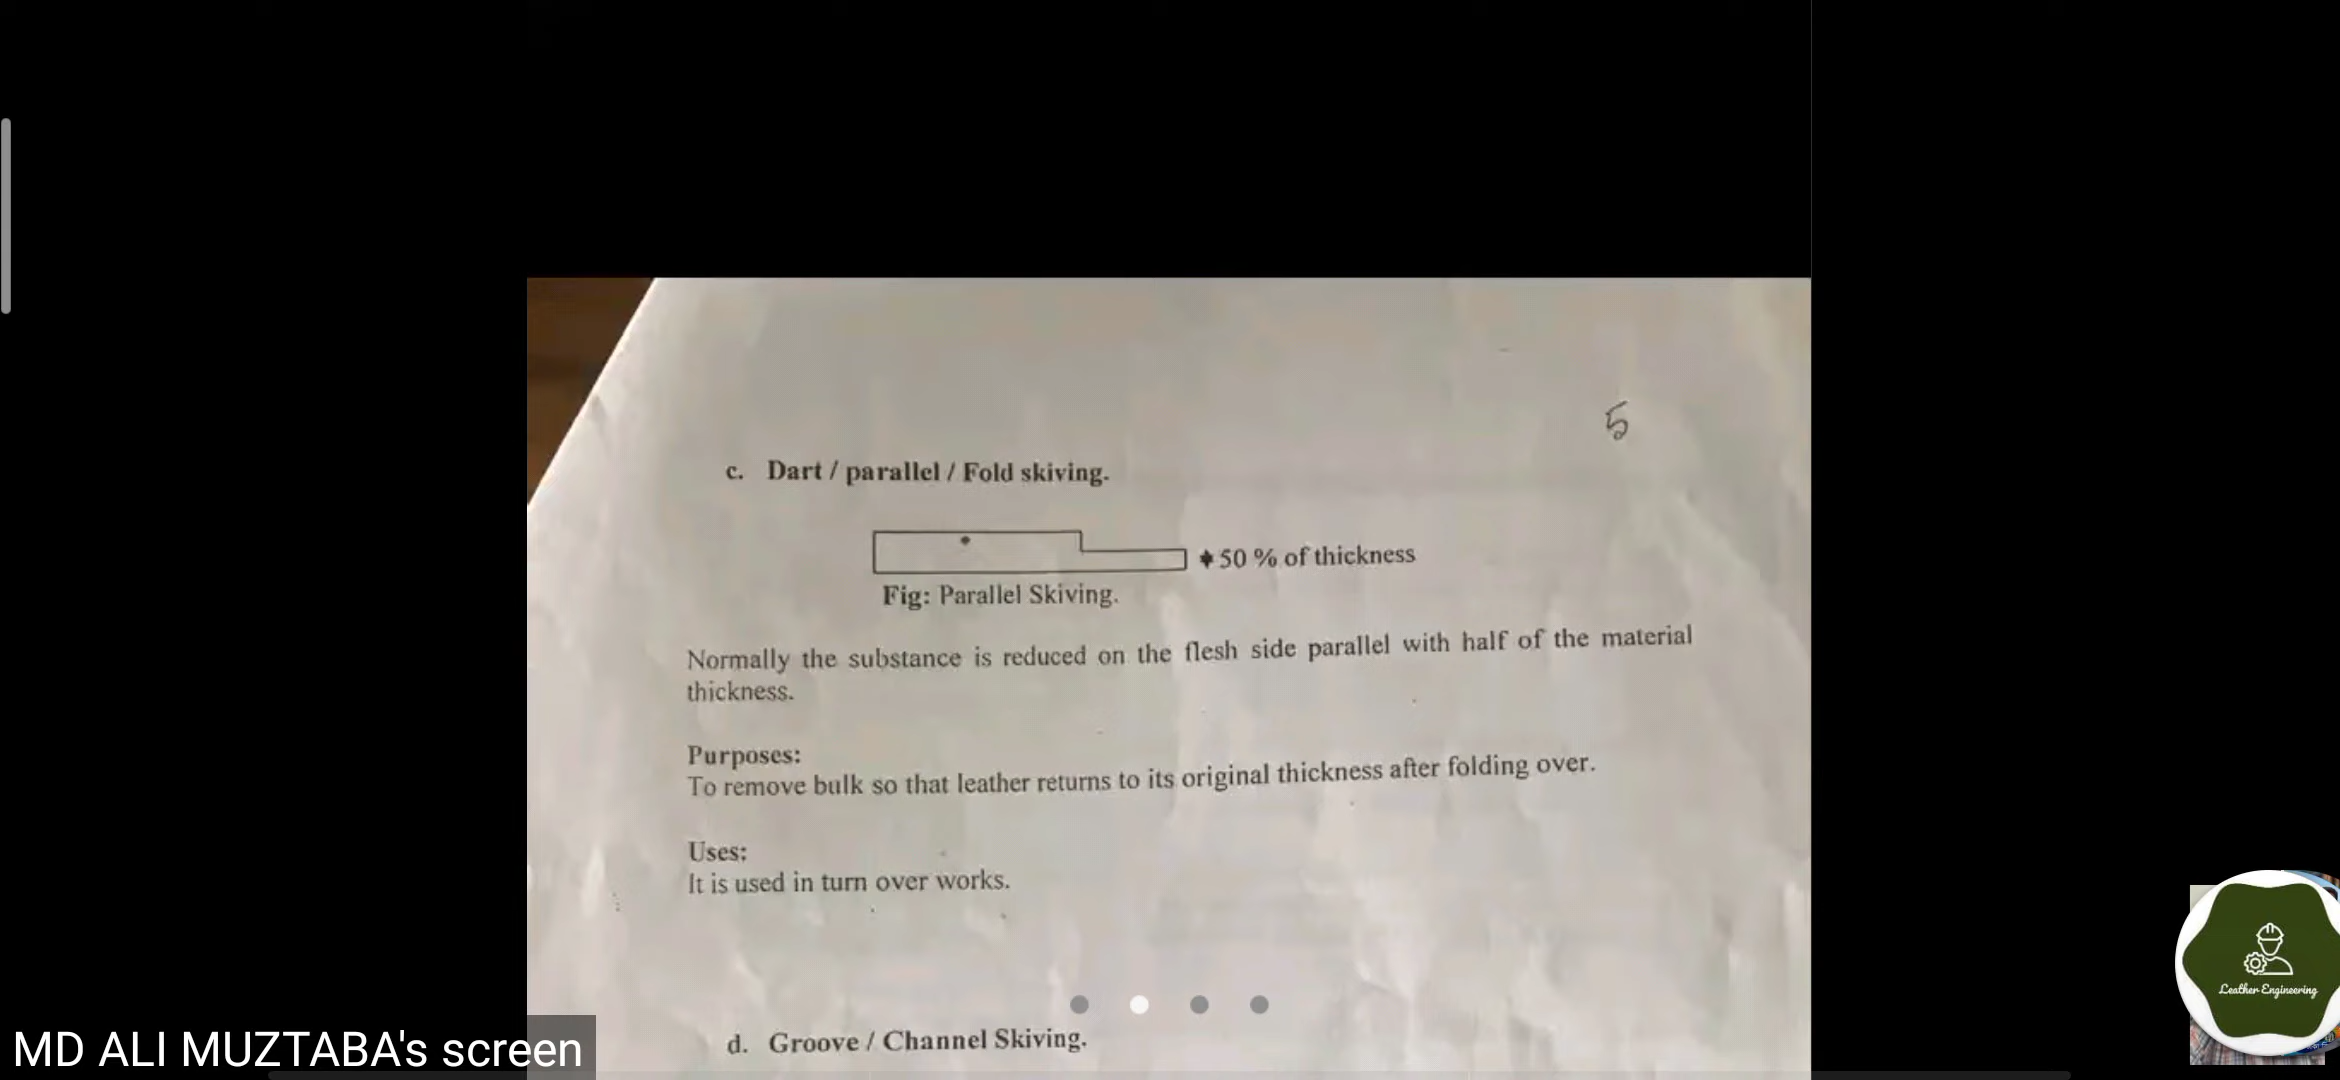 5
c. Dart / parallel / Fold skiving.
50 % of thickness
Fig: Parallel Skiving.
Normally the substance is reduced on the flesh side parallel with half of the material
thickness.
Purposes:
To remove bulk so that leather returns to its original thickness after folding over.
Uses:
It is used in turn over works.
d. Groove / Channel Skiving.
MD ALI MUZTABA's screen
Leather Engineering